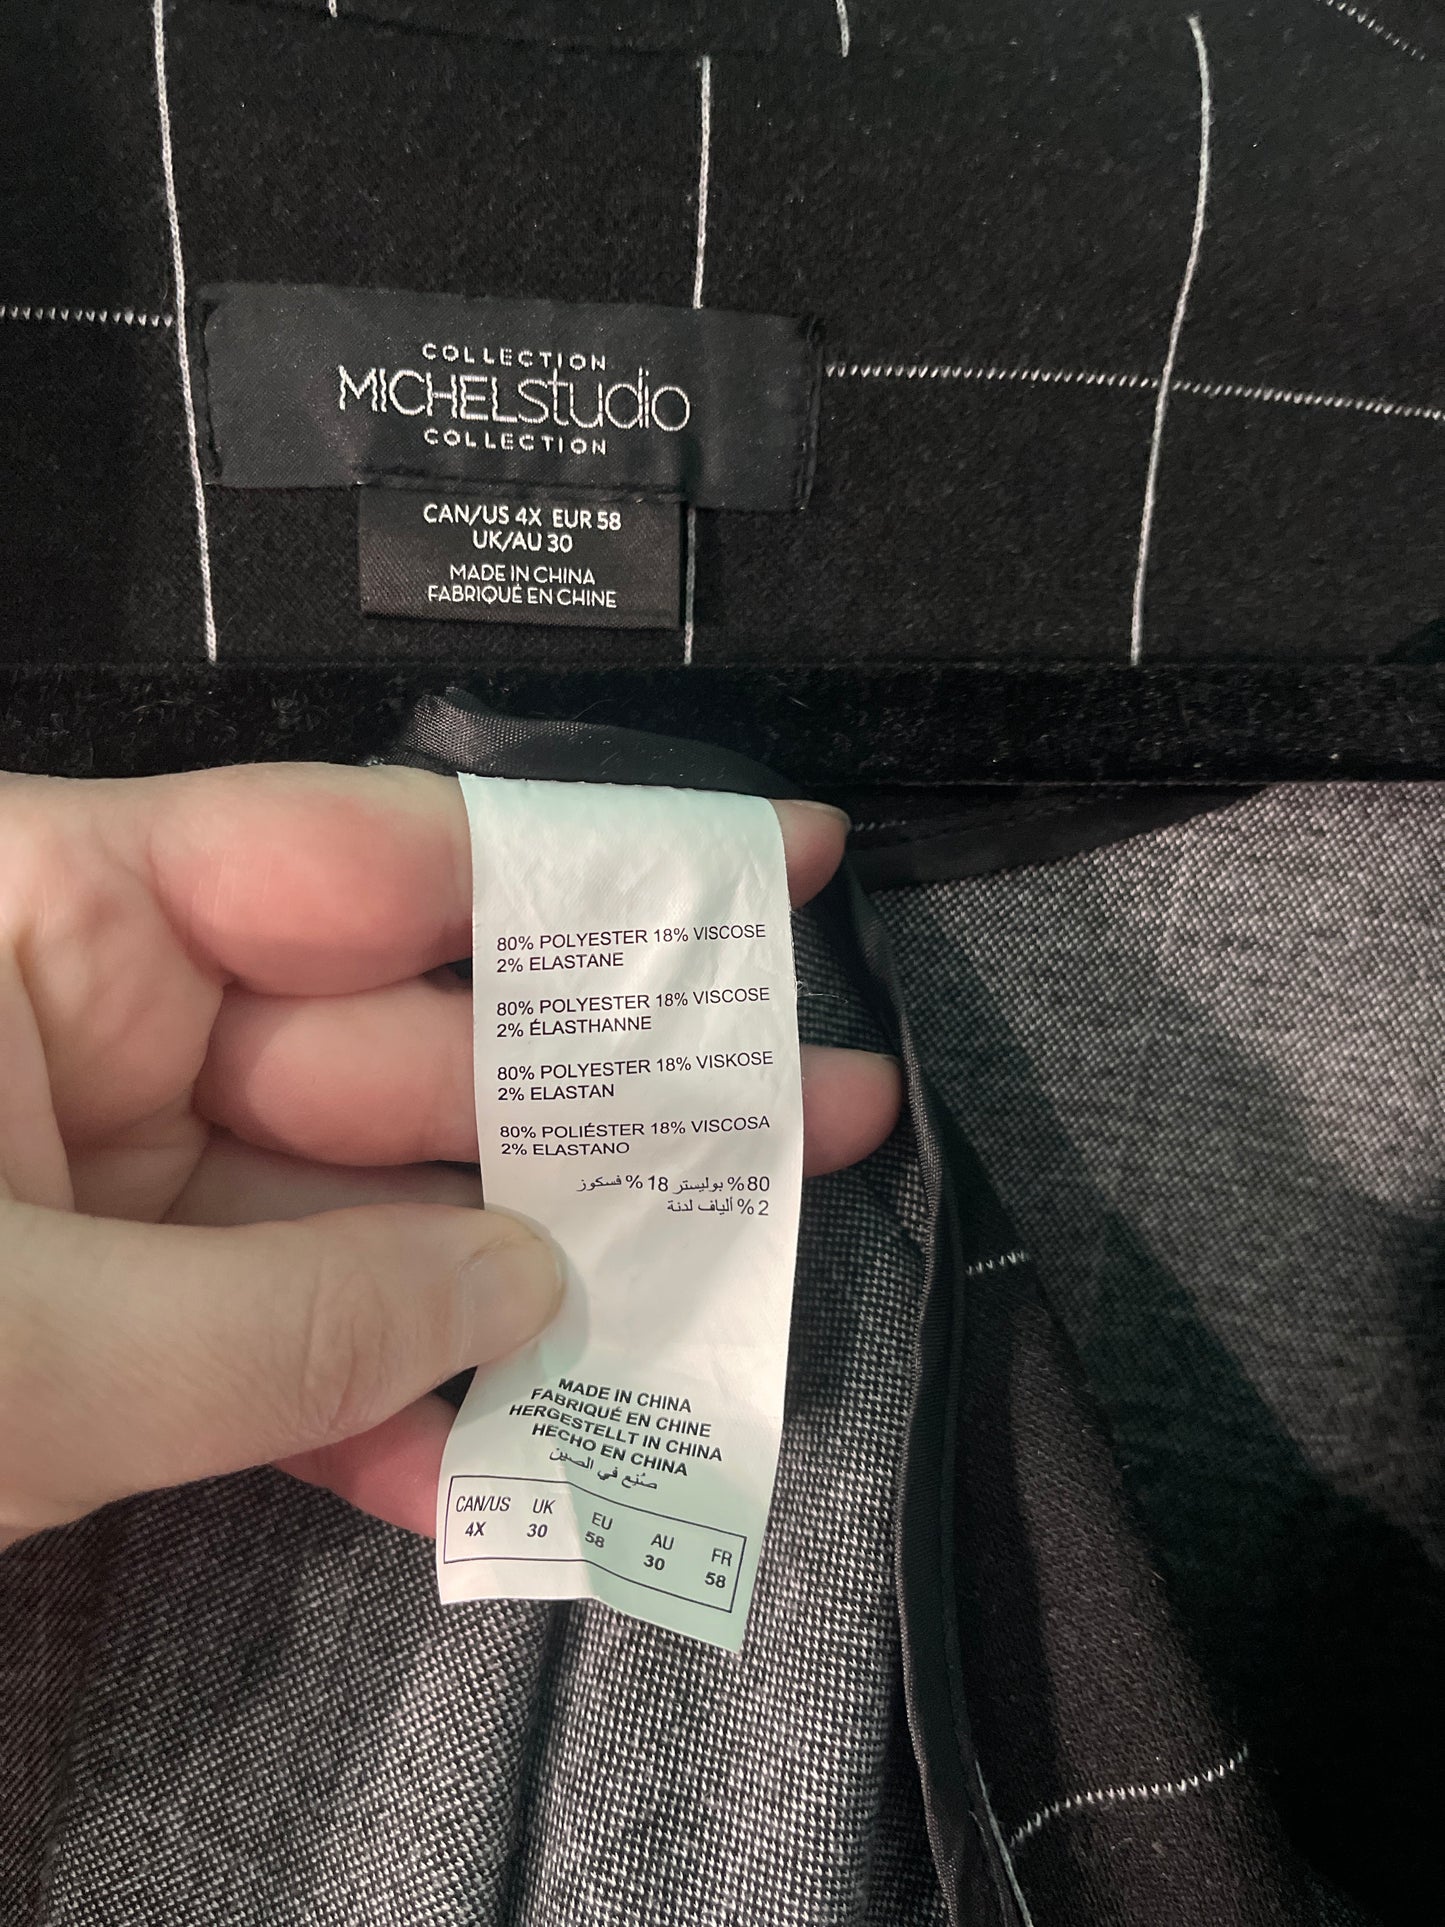 COLLECTION
MICHELStudio
COLLECTION
CAN/US 4X EUR 58
UK/AU 30
MADE IN CHINA
FABRIQUÉ EN CHINE
80% POLYESTER 18% VISCOSE
2% ELASTANE
80% POLYESTER 18% VISCOSE
2% ÉLASTHANNE
80% POLYESTER 18% VISKOSE
2% ELASTAN
80% POLIÉSTER 18% VISCOSA
2% ELASTANO
80% بوليستر 18% فسكوز
2% ألياف لدنة
MADE IN CHINA
FABRIQUÉ EN CHINE
HERGESTELLT IN CHINA
HECHO EN CHINA
صُنِع في الصين
CAN/US UK EU AU FR
4X 30 58 30 58